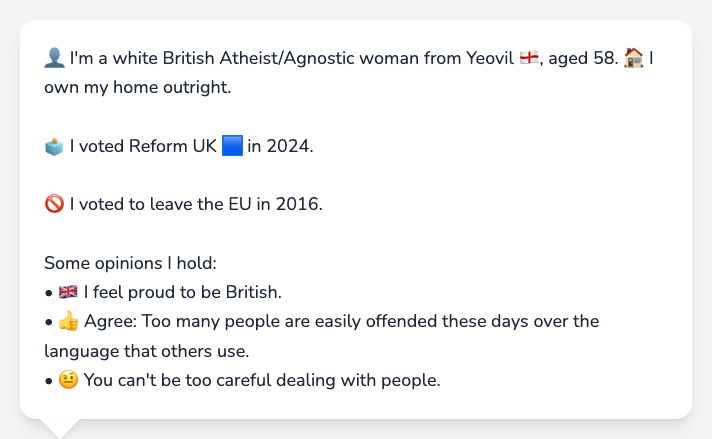 👤 I'm a white British Atheist/Agnostic woman from Yeovil 🏴󠁧󠁢󠁥󠁮󠁧󠁿, aged 58. 🏠 I
own my home outright.
🗳️ I voted Reform UK 🟦 in 2024.
🚫 I voted to leave the EU in 2016.
Some opinions I hold:
• 🇬🇧 I feel proud to be British.
• 👍 Agree: Too many people are easily offended these days over the
language that others use.
• 🤨 You can't be too careful dealing with people.